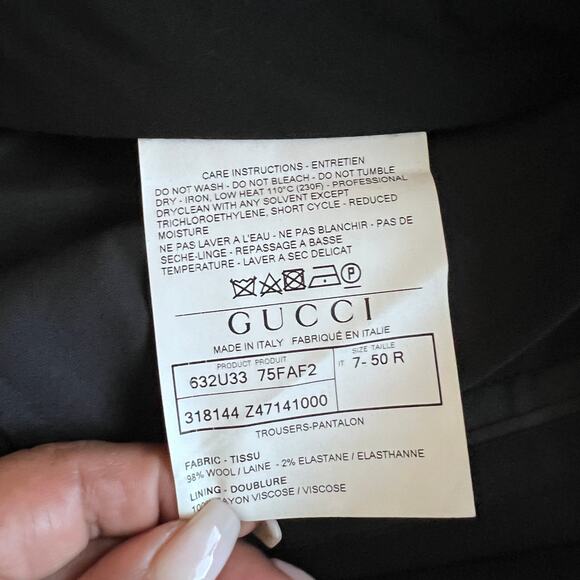 CARE INSTRUCTIONS - ENTRETIEN
DO NOT WASH - DO NOT BLEACH - DO NOT TUMBLE
DRY - IRON, LOW HEAT 110°C (230F) - PROFESSIONAL
DRYCLEAN WITH ANY SOLVENT EXCEPT
TRICHLOROETHYLENE, SHORT CYCLE - REDUCED
MOISTURE
NE PAS LAVER A L'EAU - NE PAS BLANCHIR - PAS DE
SECHE-LINGE - REPASSAGE A BASSE
TEMPERATURE - LAVER A SEC DELICAT
P
GUCCI
MADE IN ITALY FABRIQUÉ EN ITALIE
PRODUCT PRODUIT
632U33 75FAF2
318144 Z47141000
SIZE TAILLE
IT 7- 50 R
TROUSERS-PANTALON
FABRIC - TISSU
98% WOOL / LAINE - 2% ELASTANE / ELASTHANNE
LINING - DOUBLURE
VISCOSE / VISCOSE